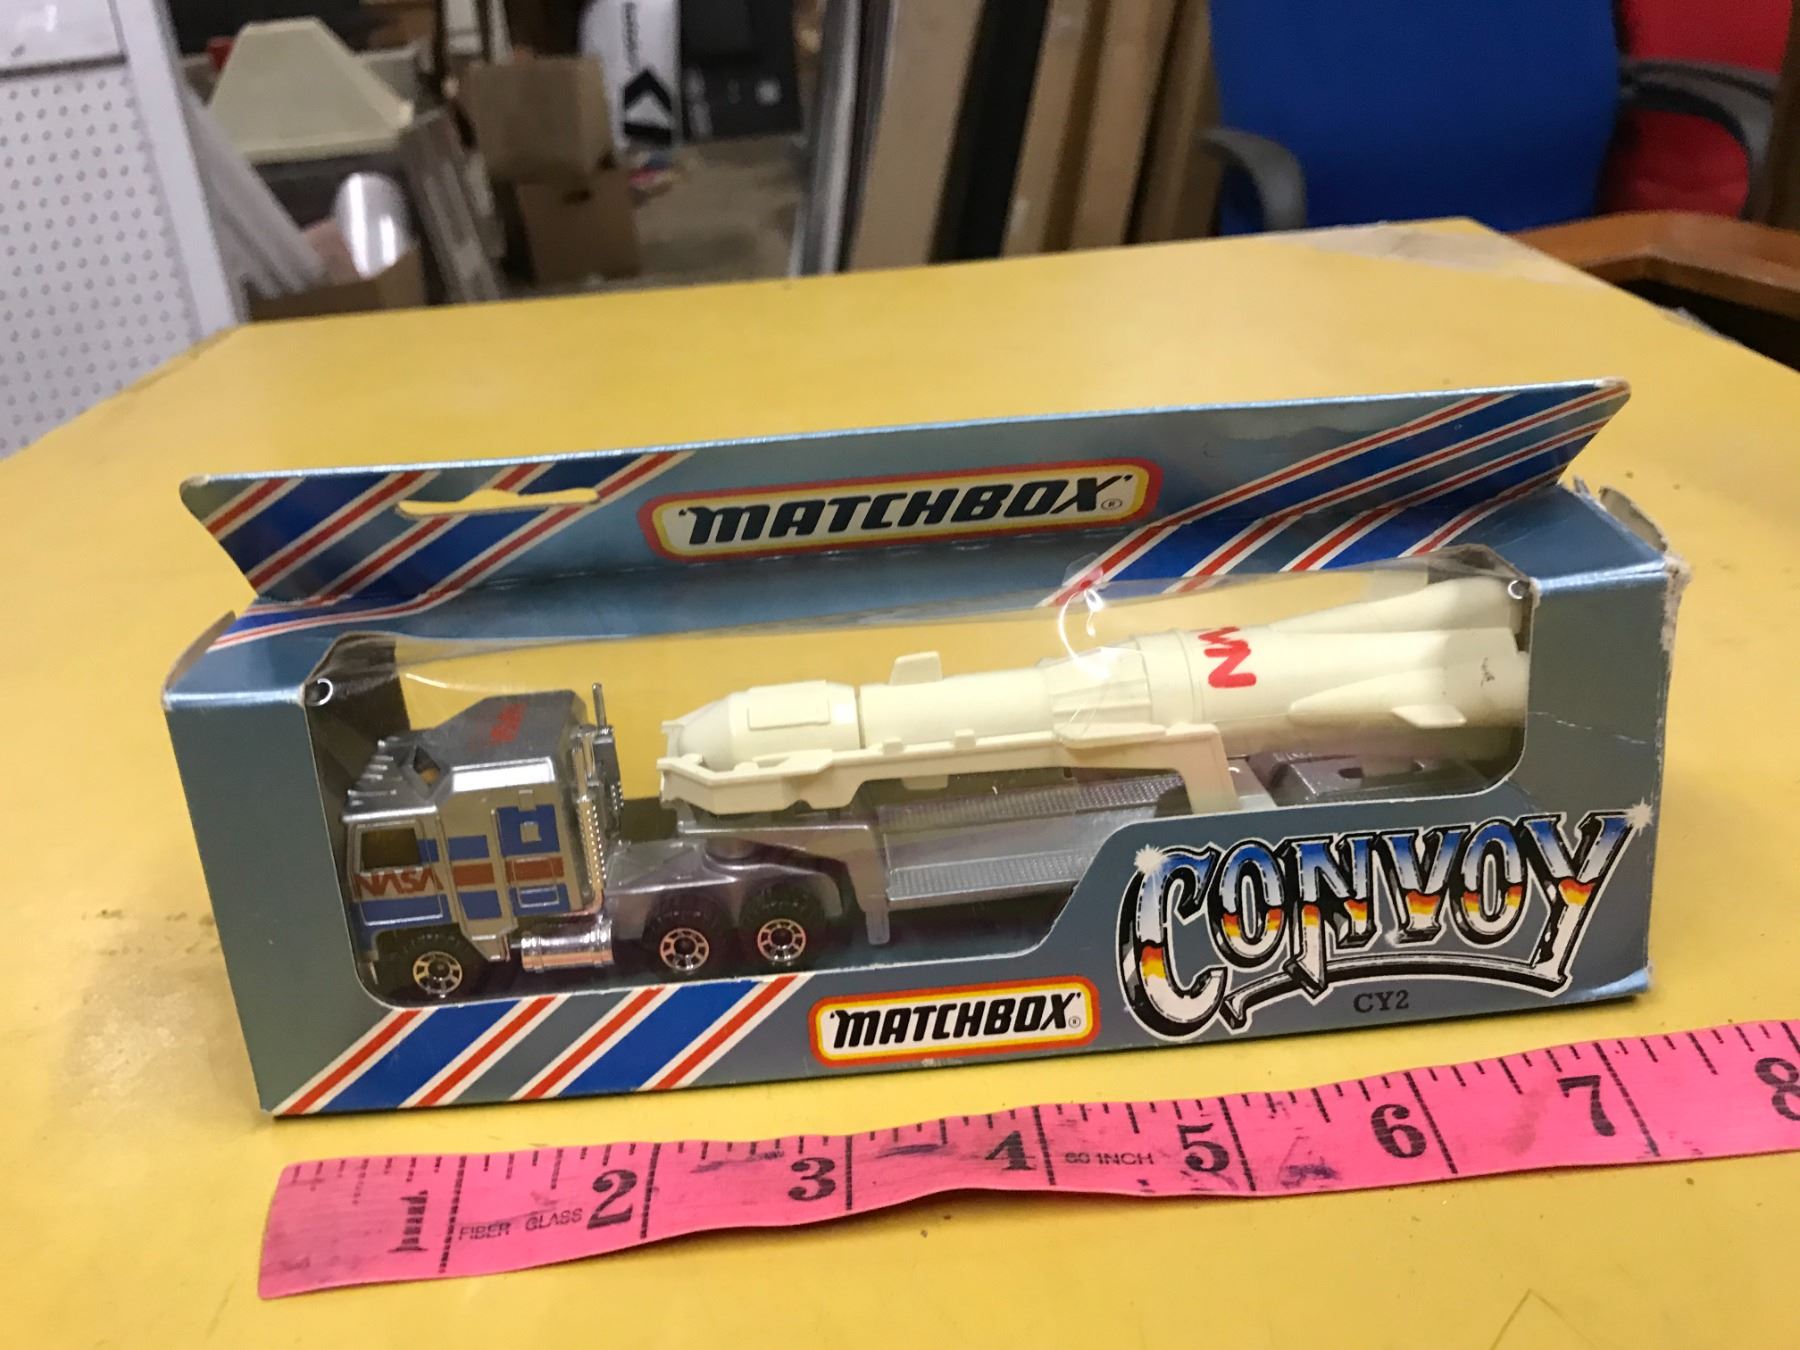 'MATCHBOX'®
NASA
CONVOY
CY2
'MATCHBOX'®
1 2 3 4 5 6 7 8
FIBER GLASS
60 INCH